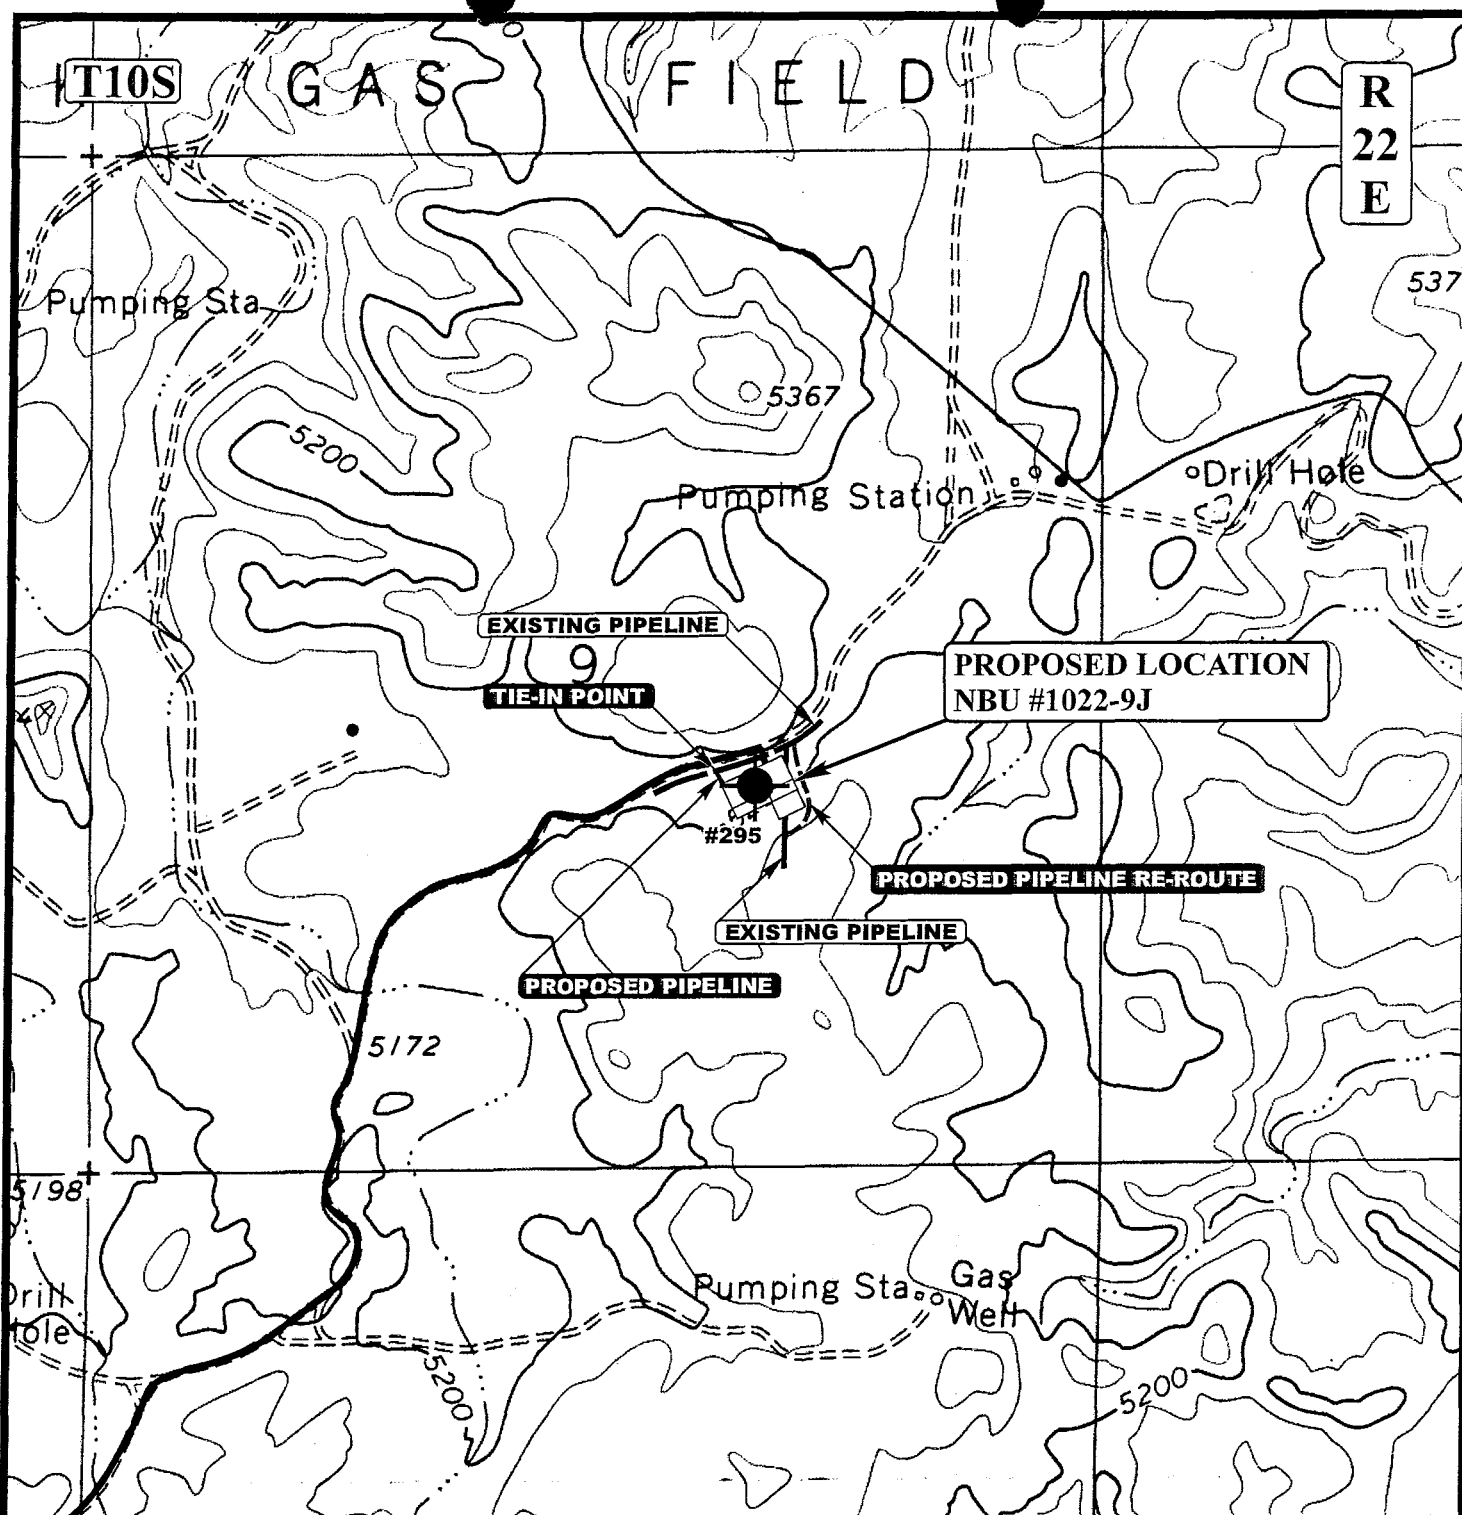 T10S
GAS FIELD
R
22
E
Pumping Sta
537
5367
5200
Pumping Station
Drill Hole
EXISTING PIPELINE
9
TIE-IN POINT
PROPOSED LOCATION
NBU #1022-9J
#295
PROPOSED PIPELINE RE-ROUTE
EXISTING PIPELINE
PROPOSED PIPELINE
5172
5198
Pumping Sta
Gas
Well
Drill
Hole
5200
5200